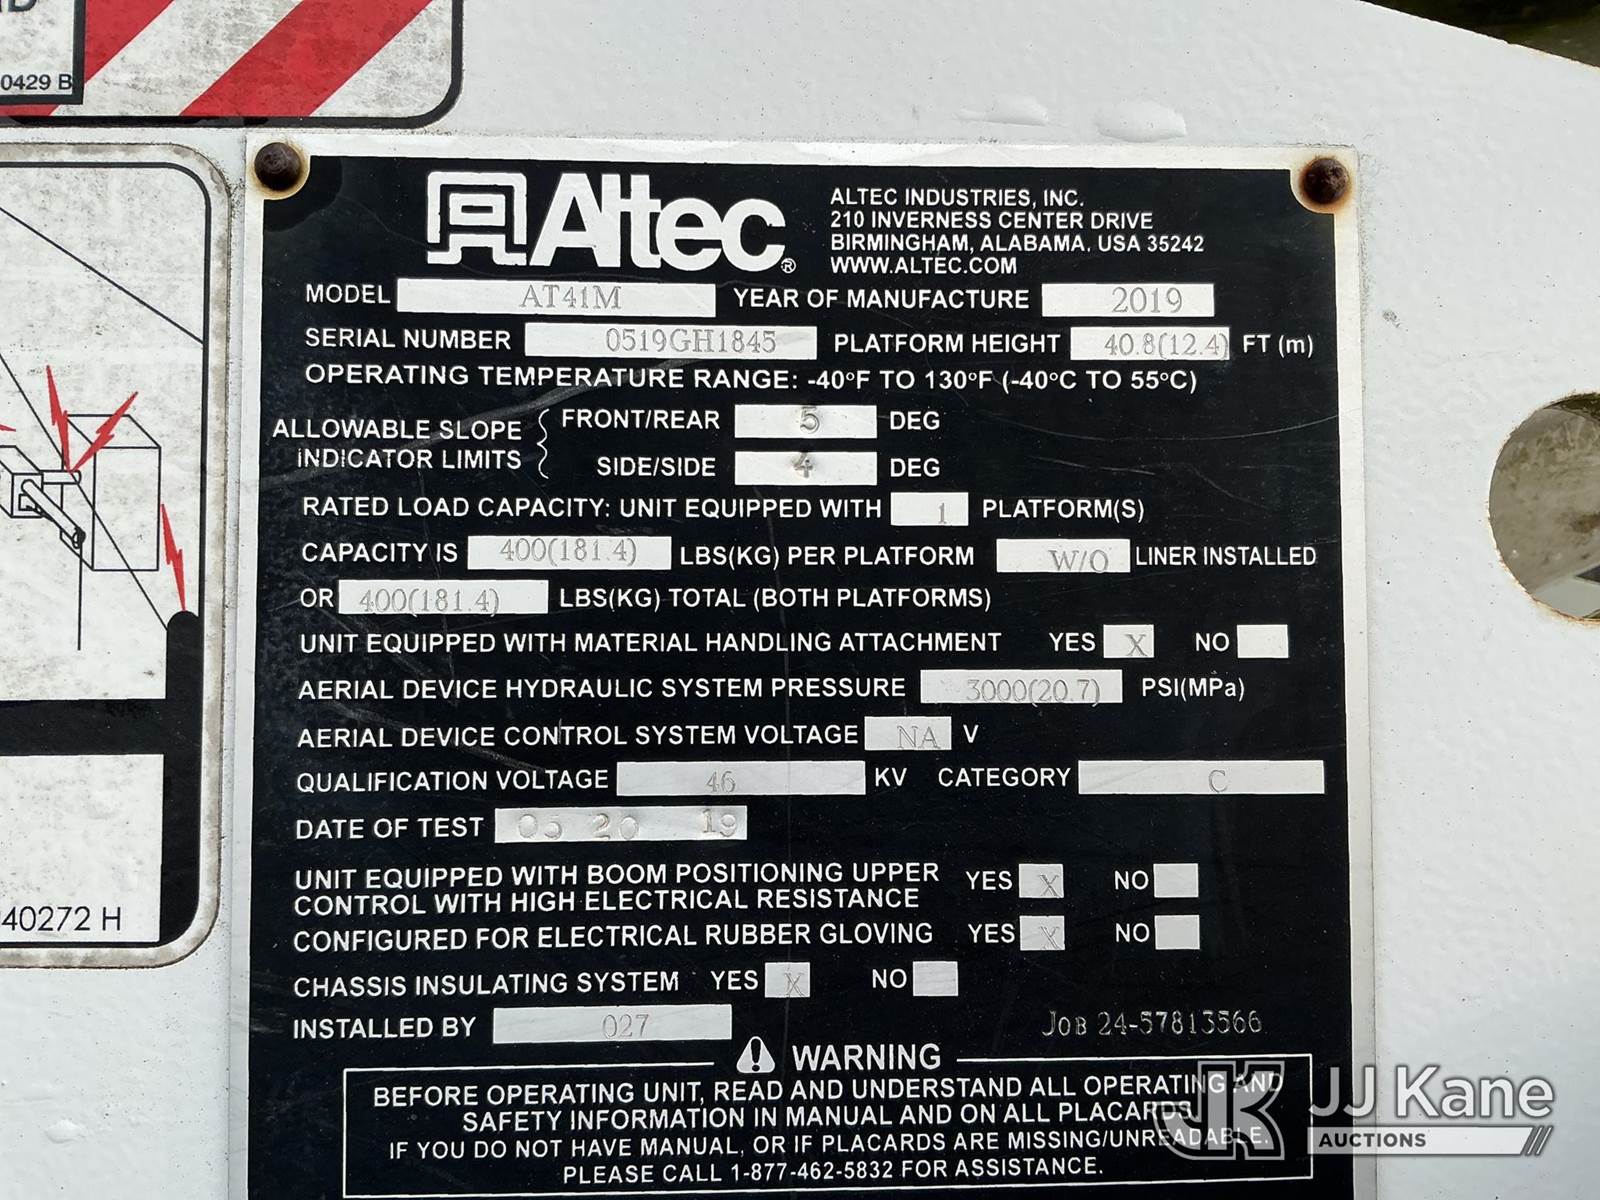 0429 B
Altec®
ALTEC INDUSTRIES, INC.
210 INVERNESS CENTER DRIVE
BIRMINGHAM, ALABAMA. USA 35242
WWW.ALTEC.COM
MODEL AT41M YEAR OF MANUFACTURE 2019
SERIAL NUMBER 0519GH1845 PLATFORM HEIGHT 40.8(12.4) FT (m)
OPERATING TEMPERATURE RANGE: -40°F TO 130°F (-40°C TO 55°C)
ALLOWABLE SLOPE INDICATOR LIMITS
FRONT/REAR 5 DEG
SIDE/SIDE 4 DEG
RATED LOAD CAPACITY: UNIT EQUIPPED WITH 1 PLATFORM(S)
CAPACITY IS 400(181.4) LBS(KG) PER PLATFORM W/O LINER INSTALLED
OR 400(181.4) LBS(KG) TOTAL (BOTH PLATFORMS)
UNIT EQUIPPED WITH MATERIAL HANDLING ATTACHMENT YES X NO
AERIAL DEVICE HYDRAULIC SYSTEM PRESSURE 3000(20.7) PSI(MPa)
AERIAL DEVICE CONTROL SYSTEM VOLTAGE NA V
QUALIFICATION VOLTAGE 46 KV CATEGORY C
DATE OF TEST 05 20 19
UNIT EQUIPPED WITH BOOM POSITIONING UPPER
CONTROL WITH HIGH ELECTRICAL RESISTANCE YES X NO
CONFIGURED FOR ELECTRICAL RUBBER GLOVING YES X NO
CHASSIS INSULATING SYSTEM YES X NO
INSTALLED BY 027 JOB 24-57813566
WARNING
BEFORE OPERATING UNIT, READ AND UNDERSTAND ALL OPERATING AND
SAFETY INFORMATION IN MANUAL AND ON ALL PLACARDS.
IF YOU DO NOT HAVE MANUAL, OR IF PLACARDS ARE MISSING/UNREADABLE.
PLEASE CALL 1-877-462-5832 FOR ASSISTANCE.
40272 H
JK JJ Kane
AUCTIONS